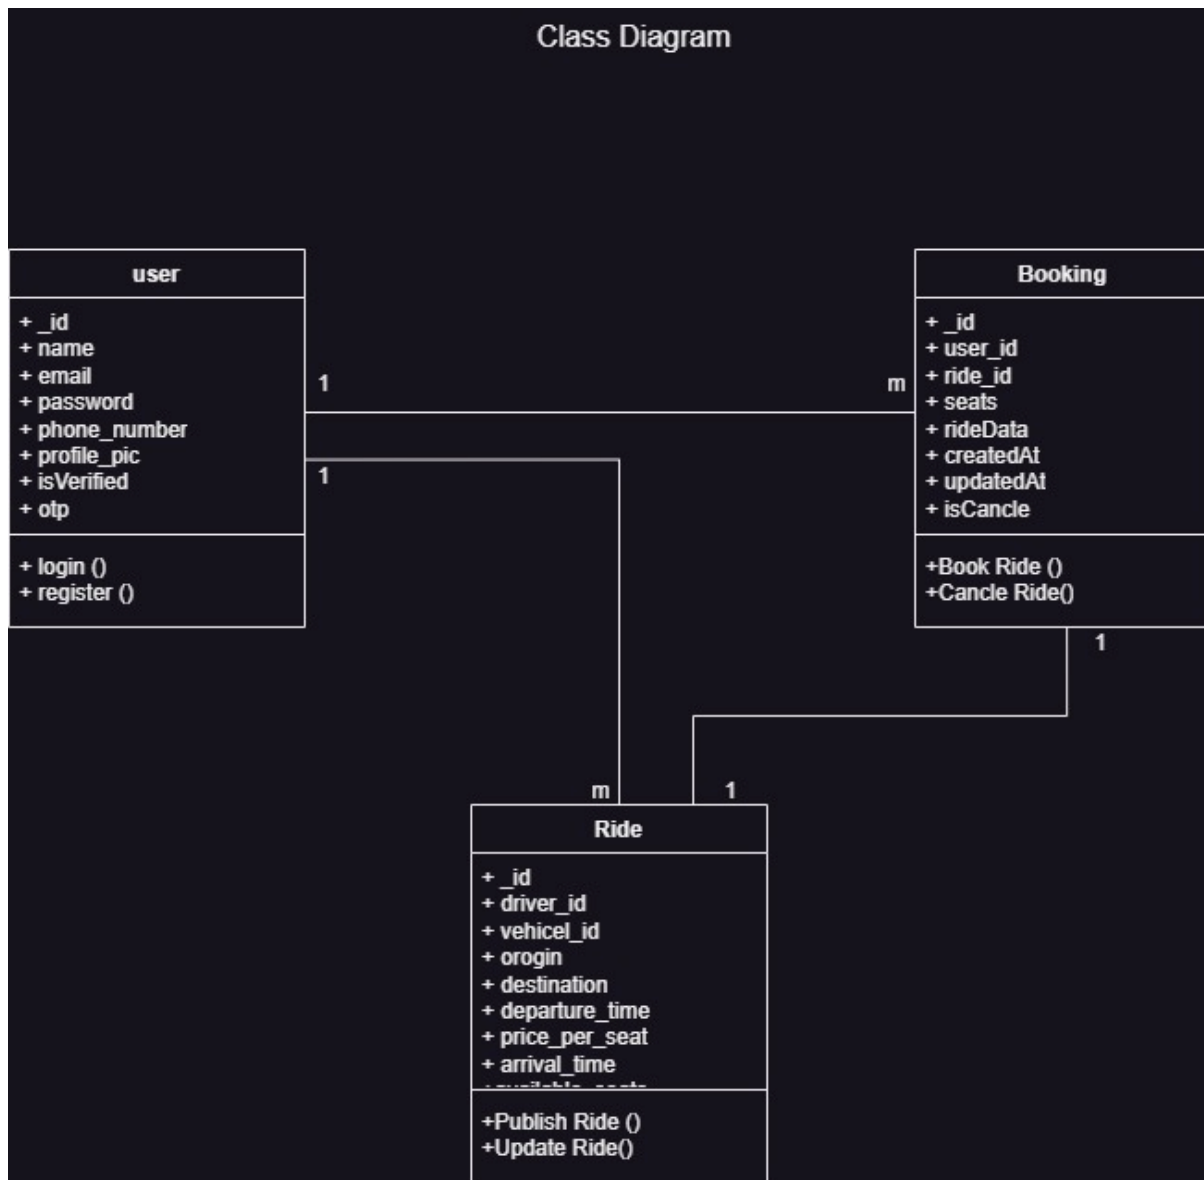 Class Diagram
user
+ _id
+ name
+ email
+ password
+ phone_number
+ profile_pic
+ isVerified
+ otp
+ login ()
+ register ()
1
m
1
Booking
+ _id
+ user_id
+ ride_id
+ seats
+ rideData
+ createdAt
+ updatedAt
+ isCancle
+Book Ride ()
+Cancle Ride()
1
m
1
Ride
+ _id
+ driver_id
+ vehicel_id
+ orogin
+ destination
+ departure_time
+ price_per_seat
+ arrival_time
+Publish Ride ()
+Update Ride()